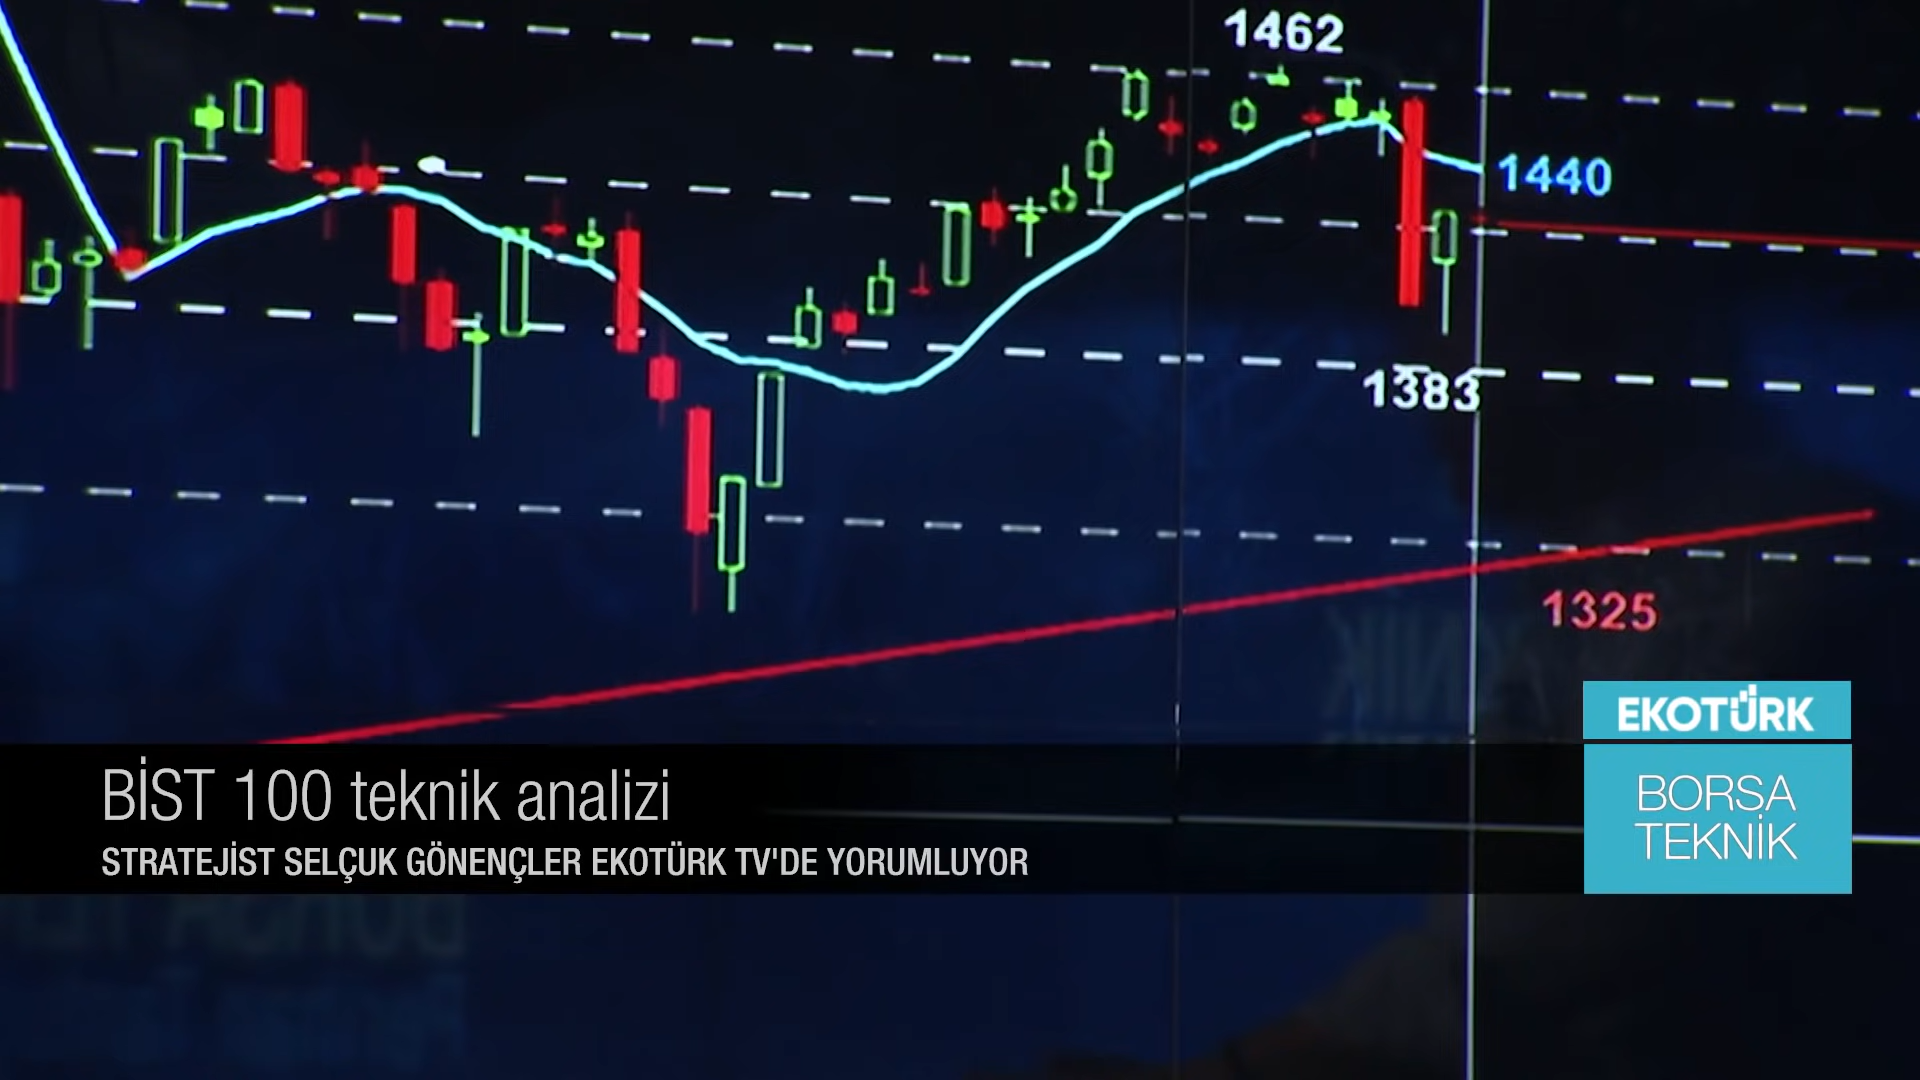 1462
1440
1383
1325
EKOTÜRK
BİST 100 teknik analizi
STRATEJİST SELÇUK GÖNENÇLER EKOTÜRK TV'DE YORUMLUYOR
BORSA
TEKNİK